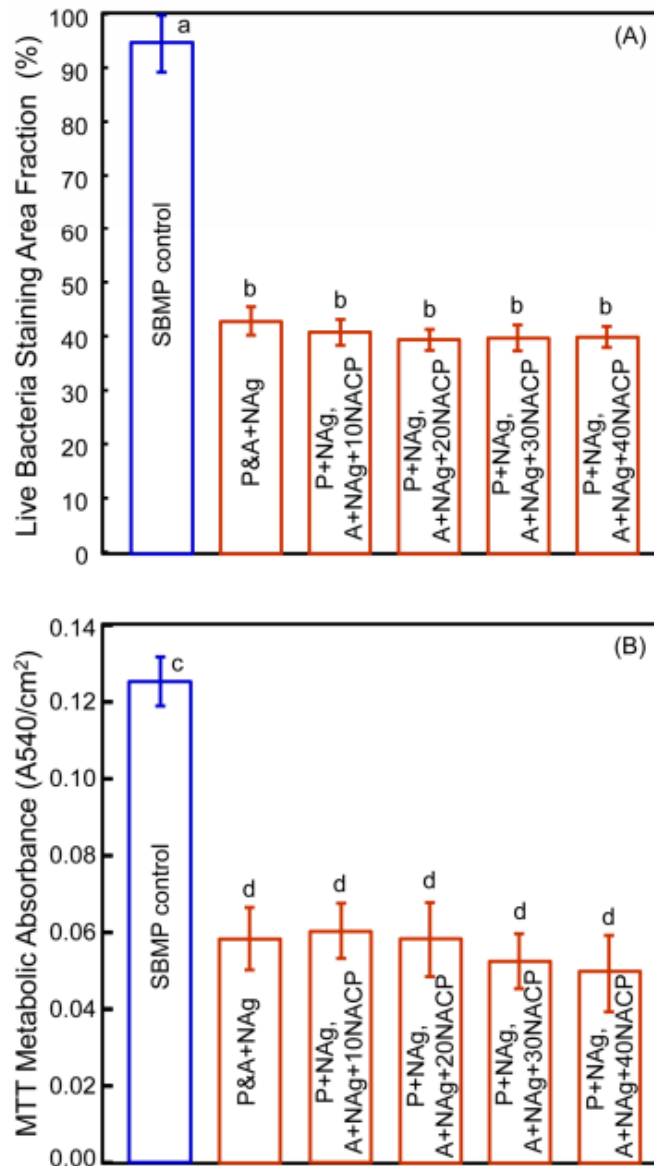 (A)
Live Bacteria Staining Area Fraction (%)
100
90
80
70
60
50
40
30
20
10
0
a
b
b
b
b
b
SBMP control
P&A+NAg
P+NAg,
A+NAg+10NACP
P+NAg,
A+NAg+20NACP
P+NAg,
A+NAg+30NACP
P+NAg,
A+NAg+40NACP
(B)
MTT Metabolic Absorbance (A540/cm²)
0.14
0.12
0.10
0.08
0.06
0.04
0.02
0.00
c
d
d
d
d
d
SBMP control
P&A+NAg
P+NAg,
A+NAg+10NACP
P+NAg,
A+NAg+20NACP
P+NAg,
A+NAg+30NACP
P+NAg,
A+NAg+40NACP